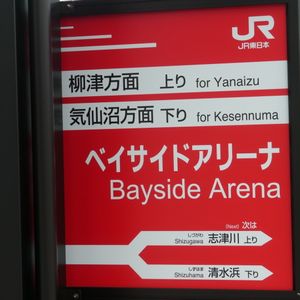 JR
JR東日本
柳津方面 上り for Yanaizu
気仙沼方面 下り for Kesennuma
ベイサイドアリーナ
Bayside Arena
(Next) 次は
しづがわ
Shizugawa 志津川 上り
しずはま
Shizuhama 清水浜 下り